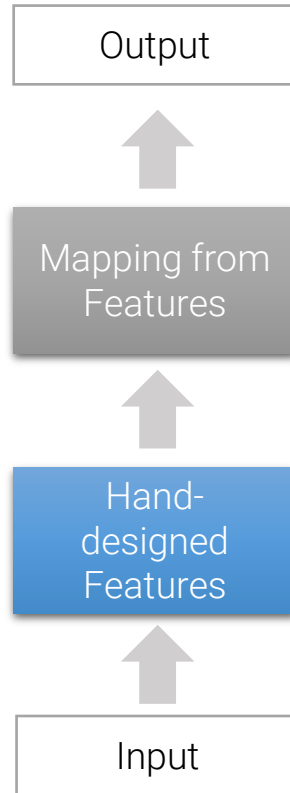 Output
Mapping from
Features
Hand-
designed
Features
Input